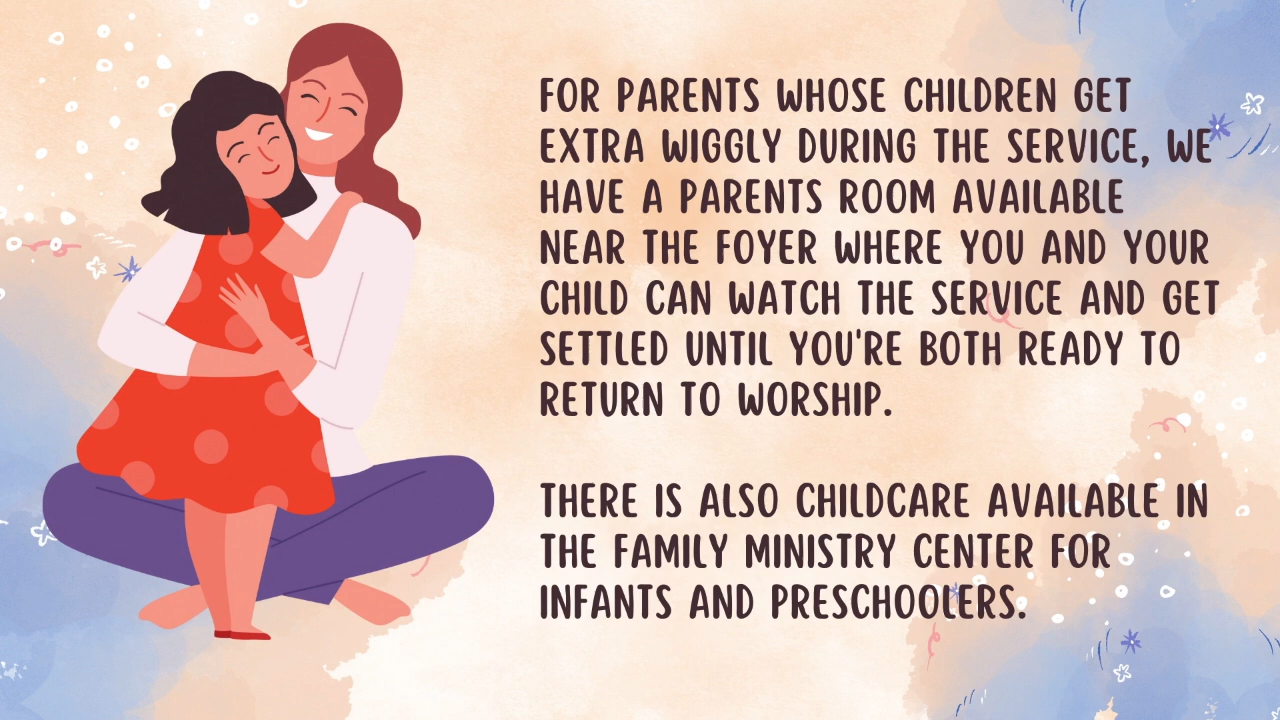 FOR PARENTS WHOSE CHILDREN GET
EXTRA WIGGLY DURING THE SERVICE, WE
HAVE A PARENTS ROOM AVAILABLE
NEAR THE FOYER WHERE YOU AND YOUR
CHILD CAN WATCH THE SERVICE AND GET
SETTLED UNTIL YOU'RE BOTH READY TO
RETURN TO WORSHIP.
THERE IS ALSO CHILDCARE AVAILABLE IN
THE FAMILY MINISTRY CENTER FOR
INFANTS AND PRESCHOOLERS.